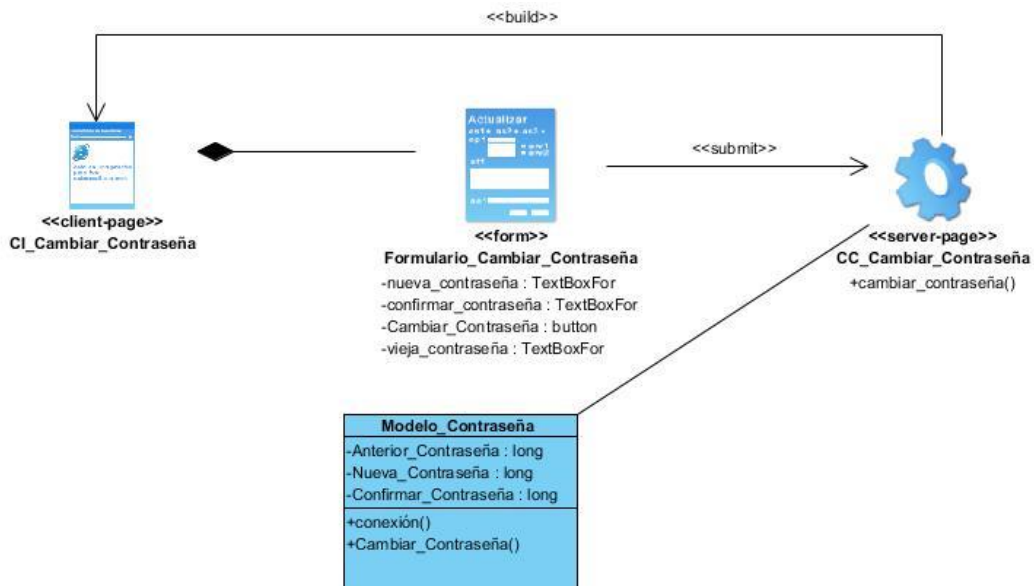 <<build>>
Actualizar
<<submit>>
<<client-page>>
CI_Cambiar_Contraseña
<<form>>
Formulario_Cambiar_Contraseña
-nueva_contraseña : TextBoxFor
-confirmar_contraseña : TextBoxFor
-Cambiar_Contraseña : button
-vieja_contraseña : TextBoxFor
<<server-page>>
CC_Cambiar_Contraseña
+cambiar_contraseña()
Modelo_Contraseña
-Anterior_Contraseña : long
-Nueva_Contraseña : long
-Confirmar_Contraseña : long
+conexión()
+Cambiar_Contraseña()